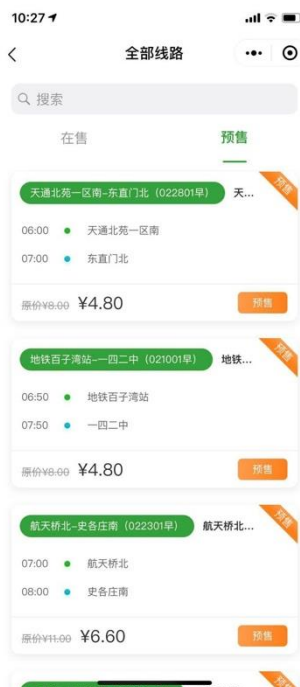 10:27
全部线路
搜索
在售 预售
天通北苑一区南-东直门北（022801早） 天... 预售
06:00 天通北苑一区南
07:00 东直门北
原价¥8.00 ¥4.80 预售
地铁百子湾站-一四二中（021001早） 地铁... 预售
06:50 地铁百子湾站
07:50 一四二中
原价¥8.00 ¥4.80 预售
航天桥北-史各庄南（022301早） 航天桥北... 预售
07:00 航天桥北
08:00 史各庄南
原价¥11.00 ¥6.60 预售
预售